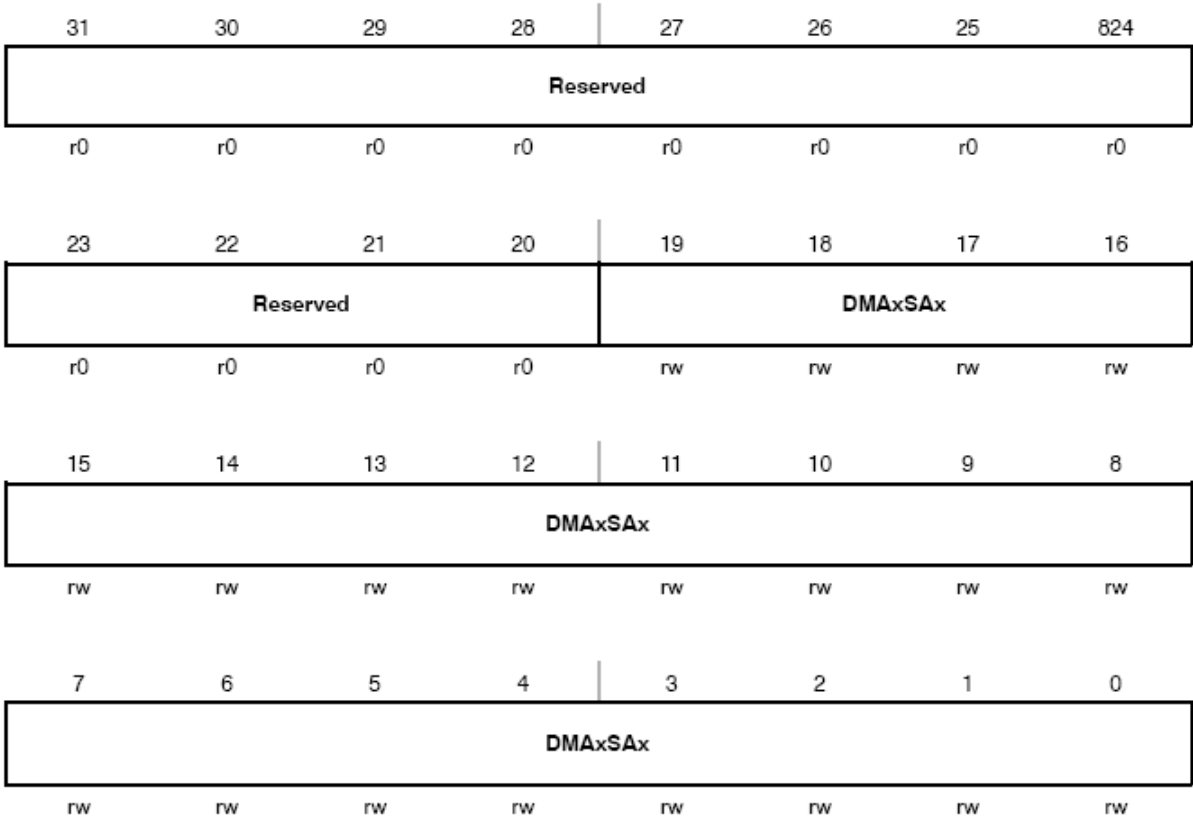 31 30 29 28 27 26 25 824
Reserved
r0 r0 r0 r0 r0 r0 r0 r0
23 22 21 20 19 18 17 16
Reserved DMAxSAx
r0 r0 r0 r0 rw rw rw rw
15 14 13 12 11 10 9 8
DMAxSAx
rw rw rw rw rw rw rw rw
7 6 5 4 3 2 1 0
DMAxSAx
rw rw rw rw rw rw rw rw